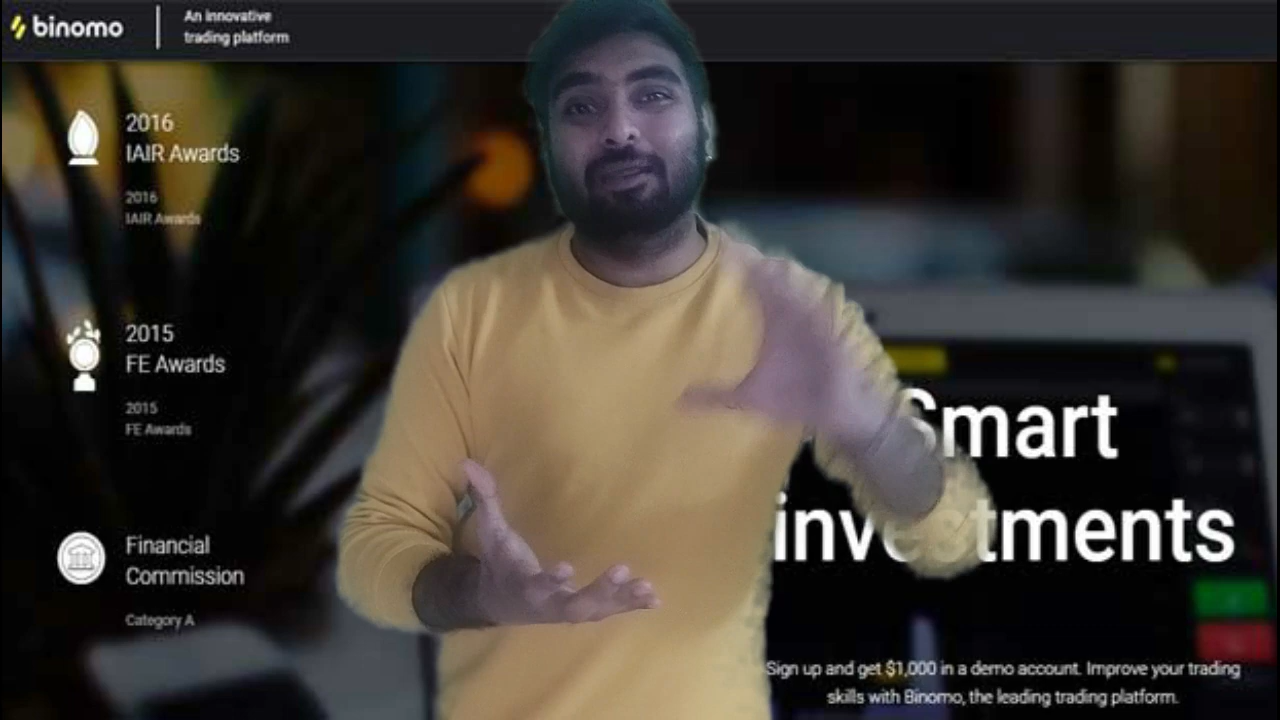 binomo
An innovative
trading platform
2016
IAIR Awards
2016
IAIR Awards
2015
FE Awards
2015
FE Awards
Financial
Commission
Category A
Smart
investments
Sign up and get $1,000 in a demo account. Improve your trading
skills with Binomo, the leading trading platform.